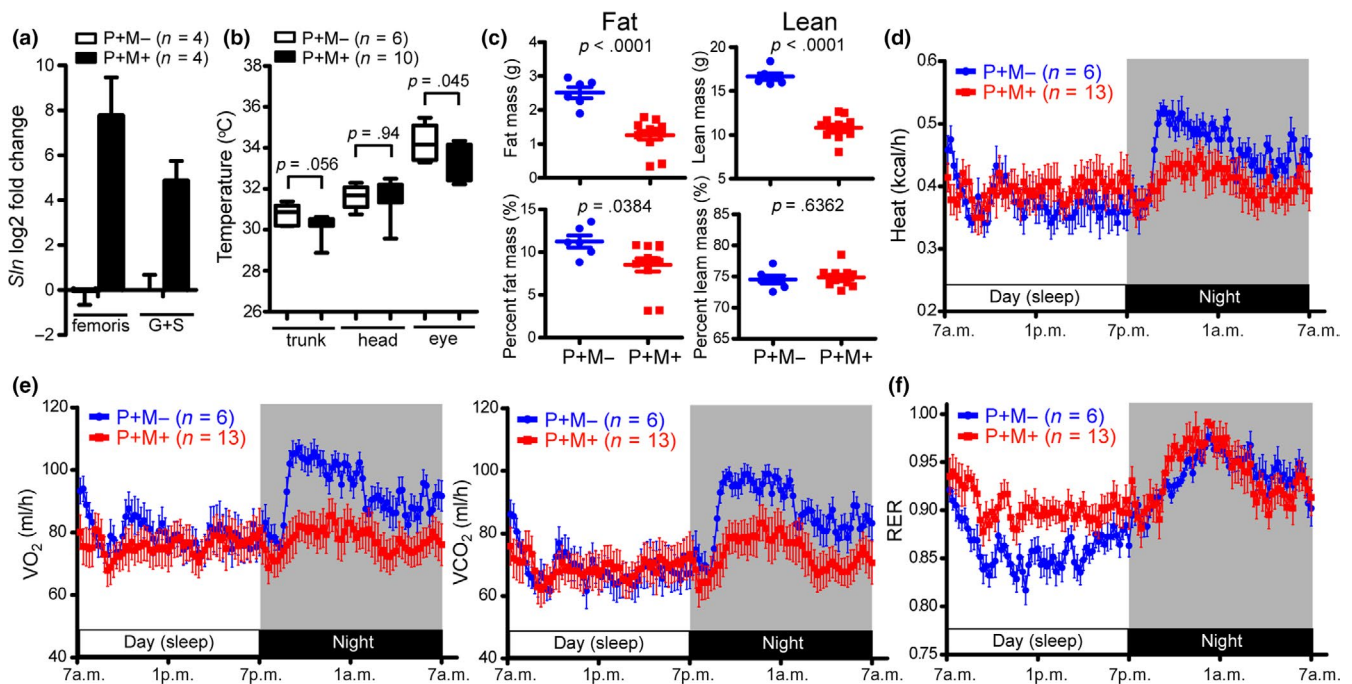 (a)
P+M− (n = 4)
P+M+ (n = 4)
Sln log2 fold change
10
8
6
4
2
0
−2
femoris
G+S
(b)
P+M− (n = 6)
P+M+ (n = 10)
Temperature (ºC)
38
36
34
32
30
28
26
p = .056
p = .94
p = .045
trunk
head
eye
(c)
Fat
Lean
Fat mass (g)
4
3
2
1
0
p < .0001
Lean mass (g)
20
15
10
5
p < .0001
Percent fat mass (%)
20
15
10
5
0
p = .0384
P+M−
P+M+
Percent leam mass (%)
85
80
75
70
65
p = .6362
P+M−
P+M+
(d)
P+M− (n = 6)
P+M+ (n = 13)
Heat (kcal/h)
0.6
0.5
0.4
0.3
0.2
Day (sleep)
Night
7a.m.
1p.m.
7p.m.
1a.m.
7a.m.
(e)
P+M− (n = 6)
P+M+ (n = 13)
VO2 (ml/h)
120
100
80
60
40
Day (sleep)
Night
7a.m.
1p.m.
7p.m.
1a.m.
7a.m.
P+M− (n = 6)
P+M+ (n = 13)
VCO2 (ml/h)
120
100
80
60
40
Day (sleep)
Night
7a.m.
1p.m.
7p.m.
1a.m.
7a.m.
(f)
P+M− (n = 6)
P+M+ (n = 13)
RER
1.00
0.95
0.90
0.85
0.80
0.75
Day (sleep)
Night
7a.m.
1p.m.
7p.m.
1a.m.
7a.m.